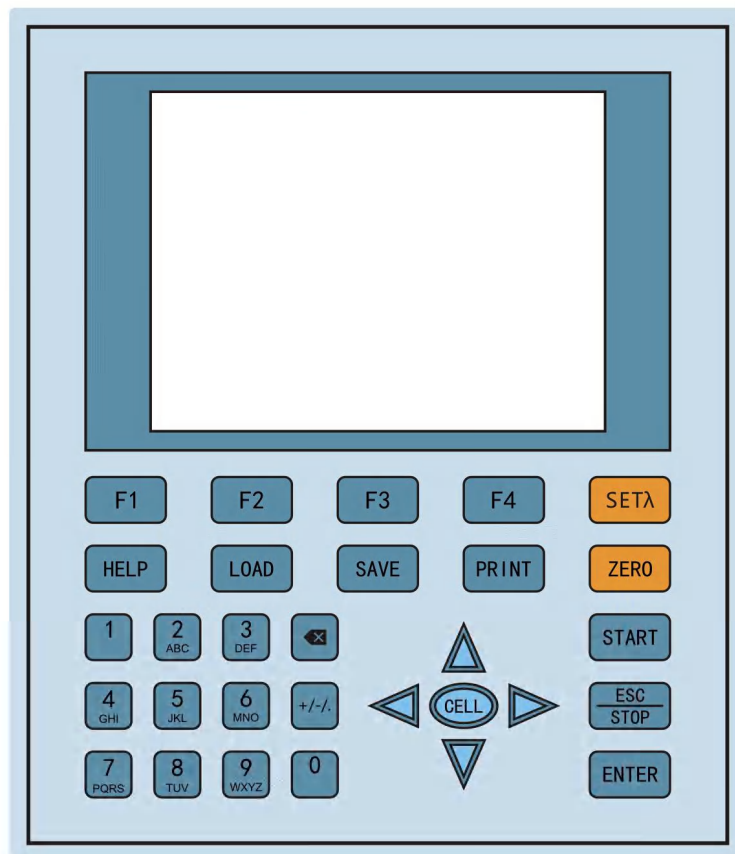 F1 F2 F3 F4 SETλ
HELP LOAD SAVE PRINT ZERO
1 2 3 START
ABC DEF
4 5 6 +/-/. CELL ESC
GHI JKL MNO STOP
7 8 9 0 ENTER
PQRS TUV WXYZ